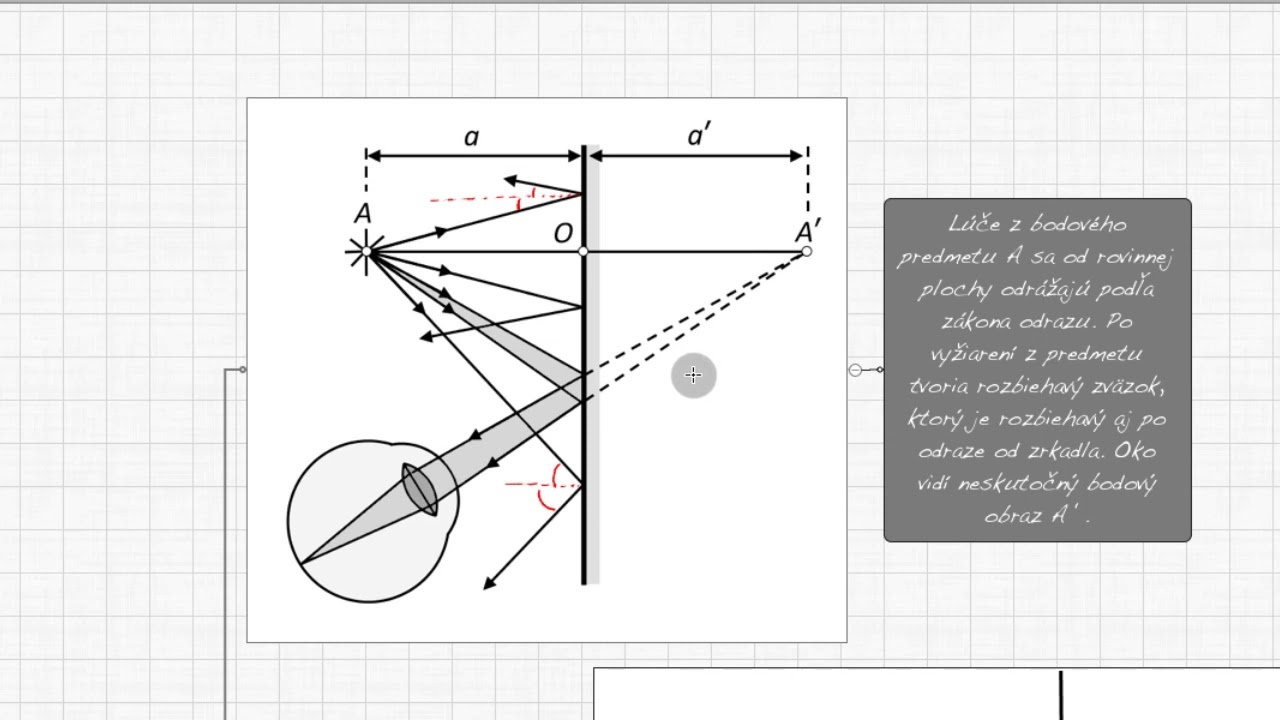 a
a'
A
O
A'
Lúče z bodového
predmetu A sa od rovinnej
plochy odrážajú podľa
zákona odrazu. Po
vyžiarení z predmetu
tvoria rozbiehavý zväzok,
ktorý je rozbiehavý aj po
odraze od zrkadla. Oko
vidí neskutočný bodový
obraz A' .